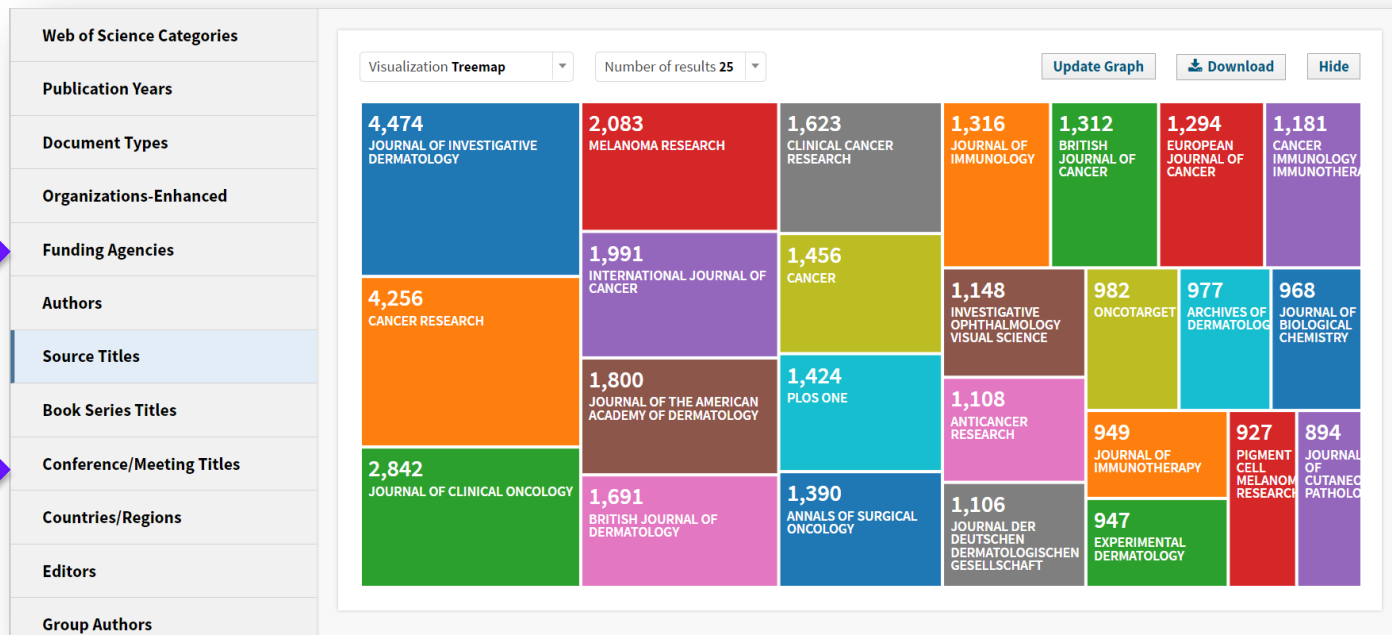 Web of Science Categories
Publication Years
Document Types
Organizations-Enhanced
Funding Agencies
Authors
Source Titles
Book Series Titles
Conference/Meeting Titles
Countries/Regions
Editors
Group Authors
Visualization Treemap
Number of results 25
Update Graph
Download
Hide
4,474
JOURNAL OF INVESTIGATIVE
DERMATOLOGY
4,256
CANCER RESEARCH
2,842
JOURNAL OF CLINICAL ONCOLOGY
2,083
MELANOMA RESEARCH
1,991
INTERNATIONAL JOURNAL OF
CANCER
1,800
JOURNAL OF THE AMERICAN
ACADEMY OF DERMATOLOGY
1,691
BRITISH JOURNAL OF
DERMATOLOGY
1,623
CLINICAL CANCER
RESEARCH
1,456
CANCER
1,424
PLOS ONE
1,390
ANNALS OF SURGICAL
ONCOLOGY
1,316
JOURNAL OF
IMMUNOLOGY
1,312
BRITISH
JOURNAL OF
CANCER
1,294
EUROPEAN
JOURNAL OF
CANCER
1,181
CANCER
IMMUNOLOGY
IMMUNOTHERA
1,148
INVESTIGATIVE
OPHTHALMOLOGY
VISUAL SCIENCE
1,108
ANTICANCER
RESEARCH
1,106
JOURNAL DER
DEUTSCHEN
DERMATOLOGISCHEN
GESELLSCHAFT
982
ONCOTARGET
977
ARCHIVES OF
DERMATOLOG
968
JOURNAL OF
BIOLOGICAL
CHEMISTRY
949
JOURNAL OF
IMMUNOTHERAPY
947
EXPERIMENTAL
DERMATOLOGY
927
PIGMENT
CELL
MELANOM
RESEARCH
894
JOURNAL
OF
CUTANEO
PATHOLO